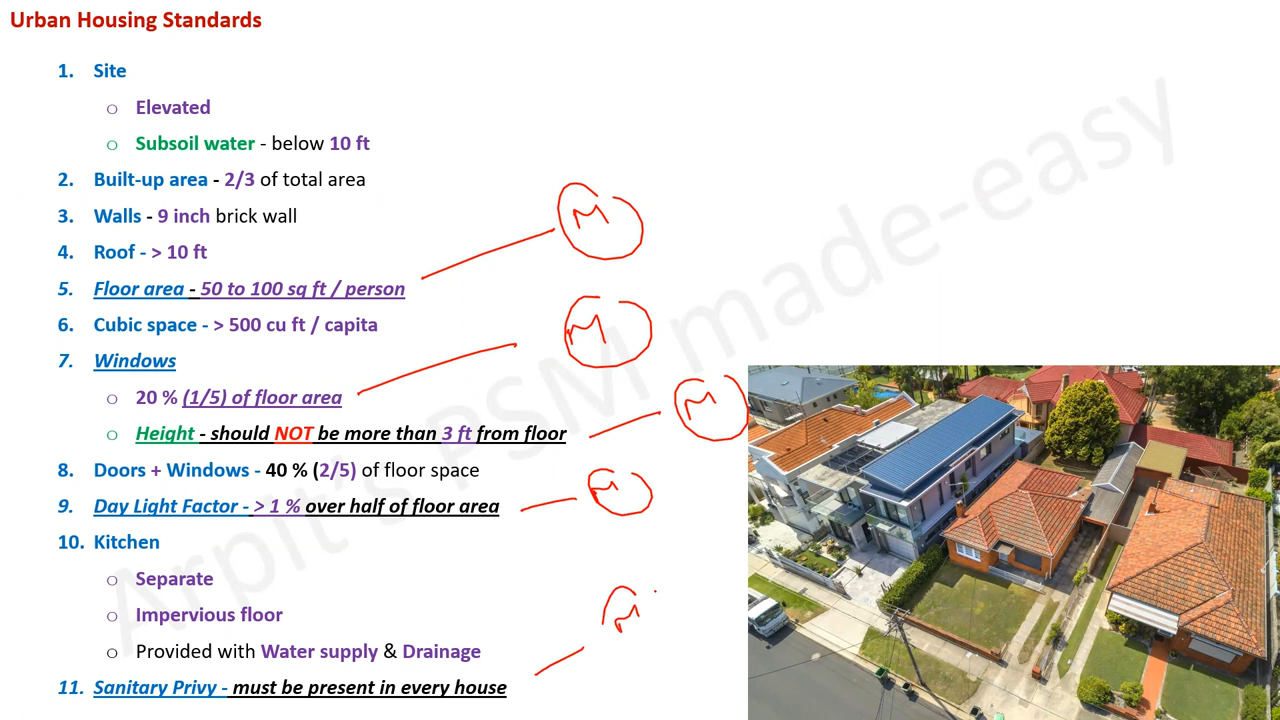 Urban Housing Standards
1. Site
o Elevated
o Subsoil water - below 10 ft
2. Built-up area - 2/3 of total area
3. Walls - 9 inch brick wall
4. Roof - > 10 ft
5. Floor area - 50 to 100 sq ft / person
6. Cubic space - > 500 cu ft / capita
7. Windows
o 20 % (1/5) of floor area
o Height - should NOT be more than 3 ft from floor
8. Doors + Windows - 40 % (2/5) of floor space
9. Day Light Factor - > 1 % over half of floor area
10. Kitchen
o Separate
o Impervious floor
o Provided with Water supply & Drainage
11. Sanitary Privy - must be present in every house
M
M
M
M
M
Arpit's PSM made-easy